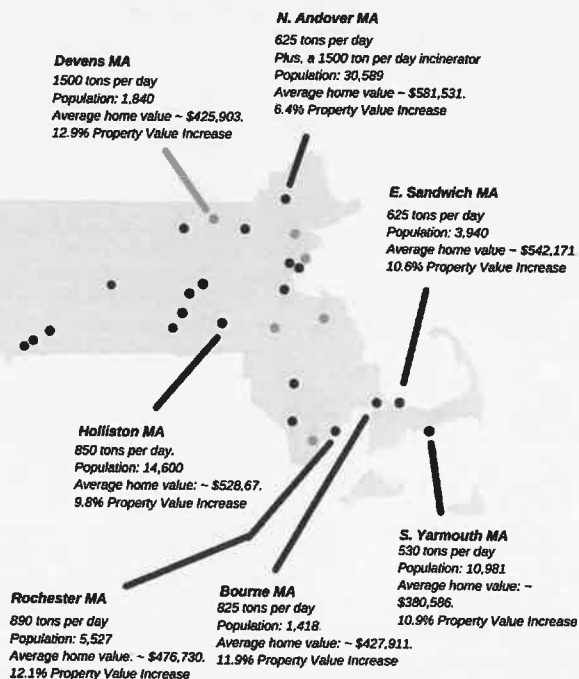 N. Andover MA
625 tons per day
Plus, a 1500 ton per day incinerator
Population: 30,589
Average home value ~ $581,531.
6.4% Property Value Increase
Devens MA
1500 tons per day
Population: 1,840
Average home value ~ $425,903.
12.9% Property Value Increase
E. Sandwich MA
625 tons per day
Population: 3,940
Average home value ~ $542,171
10.6% Property Value Increase
Holliston MA
850 tons per day.
Population: 14,600
Average home value: ~ $528,67.
9.8% Property Value Increase
S. Yarmouth MA
530 tons per day
Population: 10,981
Average home value: ~
$380,586.
10.9% Property Value Increase
Rochester MA
890 tons per day
Population: 5,527
Average home value. ~ $476,730.
12.1% Property Value Increase
Bourne MA
825 tons per day
Population: 1,418.
Average home value: ~ $427,911.
11.9% Property Value Increase